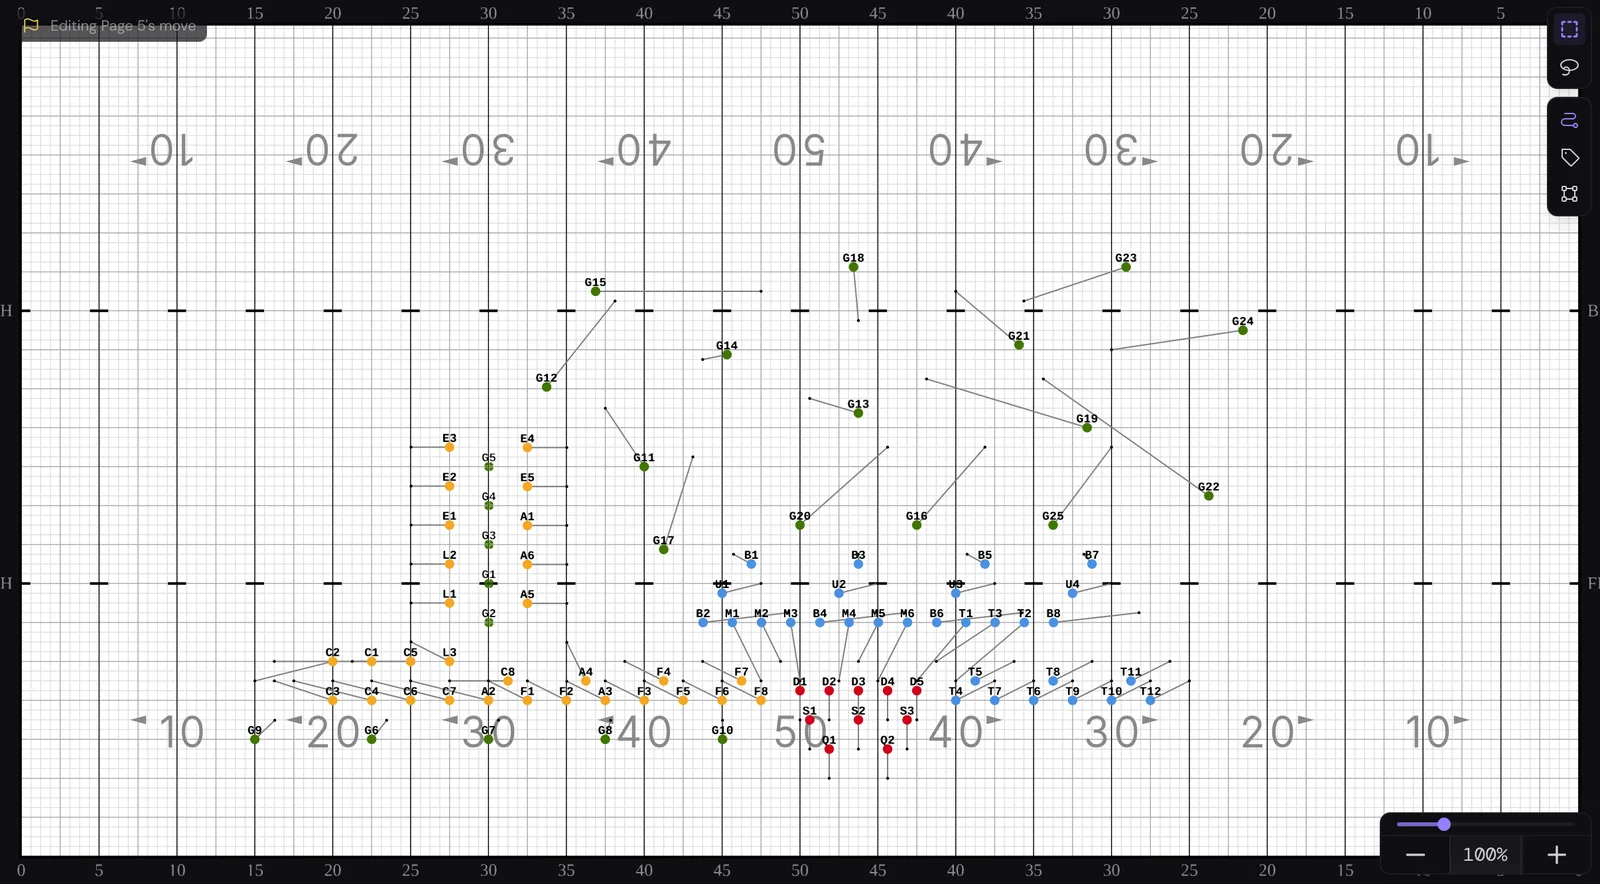 0 5 10 15 20 25 30 35 40 45 50 45 40 35 30 25 20 15 10 5
Editing Page 5's move
10 20 30 40 50 40 30 20 10
G18 G23
G15
H B
G24
G21
G14
G12
G13
G19
E3 E4
G5 G11
E2 E5 G22
G4
E1 A1 G20 G16 G25
G3 G17
L2 A6 B1 B3 B5 B7
H G1 U1 U2 U3 U4 F
L1 A5
G2 B2 M1 M2 M3 B4 M4 M5 M6 B6 T1 T3 T2 B8
C2 C1 C5 L3
C8 A4 F4 F7 T5 T8 T11
D1 D2 D3 D4 D5
C3 C4 C6 C7 A2 F1 F2 A3 F3 F5 F6 F8 T4 T7 T6 T9 T10 T12
S1 S2 S3
10 20 30 40 50 40 30 20 10
G9 G6 G7 G8 G10
Q1 Q2
100%
0 5 10 15 20 25 30 35 40 45 50 45 40 35 30 25 20 15 10 5